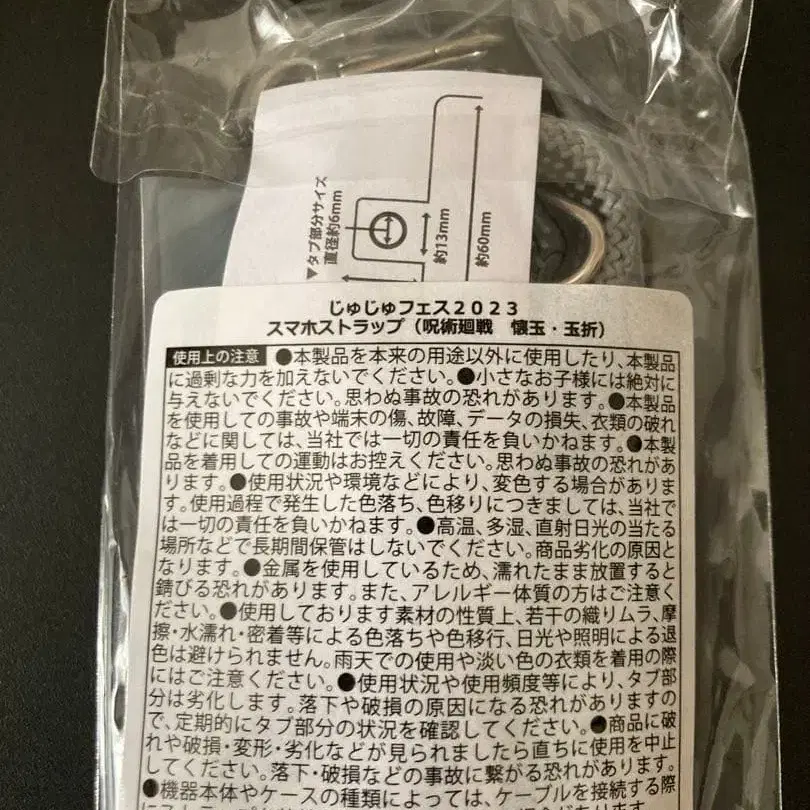 ▼タブ部分サイズ
直径約6mm
約13mm
約60mm
じゅじゅフェス2023
スマホストラップ（呪術廻戦　懐玉・玉折）
使用上の注意 ●本製品を本来の用途以外に使用したり、本製品
に過剰な力を加えないでください。●小さなお子様には絶対に
与えないでください。思わぬ事故の恐れがあります。●本製品
を使用しての事故や端末の傷、故障、データの損失、衣類の破れ
などに関しては、当社では一切の責任を負いかねます。●本製
品を着用しての運動はお控えください。思わぬ事故の恐れがあ
ります。●使用状況や環境などにより、変色する場合がありま
す。使用過程で発生した色落ち、色移りにつきましては、当社で
は一切の責任を負いかねます。●高温、多湿、直射日光の当たる
場所などで長期間保管はしないでください。商品劣化の原因と
なります。●金属を使用しているため、濡れたまま放置すると
錆びる恐れがあります。また、アレルギー体質の方はご注意く
ださい。●使用しております素材の性質上、若干の織りムラ、摩
擦・水濡れ・密着等による色落ちや色移行、日光や照明による退
色は避けられません。雨天での使用や淡い色の衣類を着用の際
にはご注意ください。●使用状況や使用頻度等により、タブ部
分は劣化します。落下や破損の原因になる恐れがありますの
で、定期的にタブ部分の状況を確認してください。●商品に破
れや破損・変形・劣化などが見られましたら直ちに使用を中止
してください。落下・破損などの事故に繋がる恐れがあります。
●機器本体やケースの種類によっては、ケーブルを接続する際